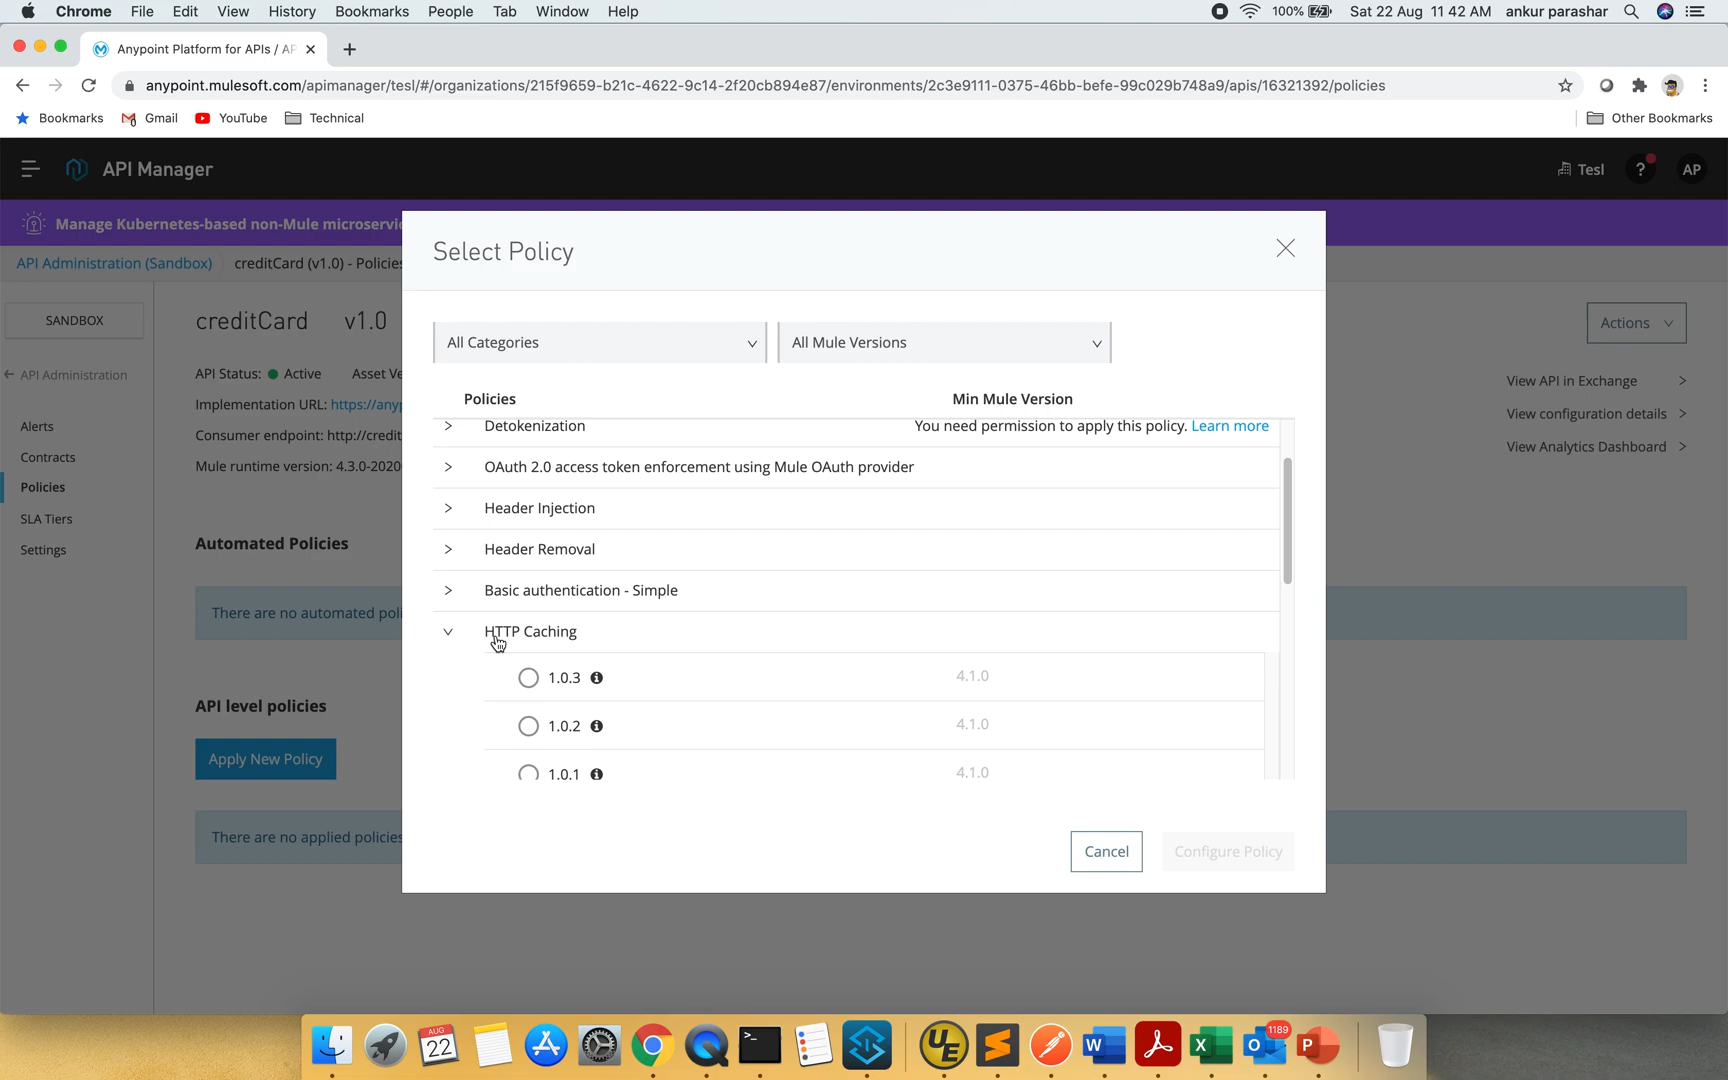 Chrome File Edit View History Bookmarks People Tab Window Help 100% Sat 22 Aug 11 42 AM ankur parashar
Anypoint Platform for APIs / AP
anypoint.mulesoft.com/apimanager/tesl/#/organizations/215f9659-b21c-4622-9c14-2f20cb894e87/environments/2c3e9111-0375-46bb-befe-99c029b748a9/apis/16321392/policies
Bookmarks Gmail YouTube Technical Other Bookmarks
API Manager Tesl ? AP
Manage Kubernetes-based non-Mule
API Administration (Sandbox) creditCard (v1.0) - Policies
Select Policy
SANDBOX
creditCard v1.0
Actions
All Categories All Mule Versions
API Administration
API Status: Active Asset
View API in Exchange
Policies Min Mule Version
Implementation URL:
View configuration details
Alerts
Detokenization You need permission to apply this policy. Learn more
Consumer endpoint:
View Analytics Dashboard
Contracts
Mule runtime version: 4.3.0-2020
OAuth 2.0 access token enforcement using Mule OAuth provider
Policies
Header Injection
SLA Tiers
Automated Policies
Header Removal
Settings
Basic authentication - Simple
There are no automated
HTTP Caching
1.0.3 4.1.0
API level policies
1.0.2 4.1.0
Apply New Policy
1.0.1 4.1.0
There are no applied policies
Cancel Configure Policy
AUG
22
1189
UE
W
X
O
P